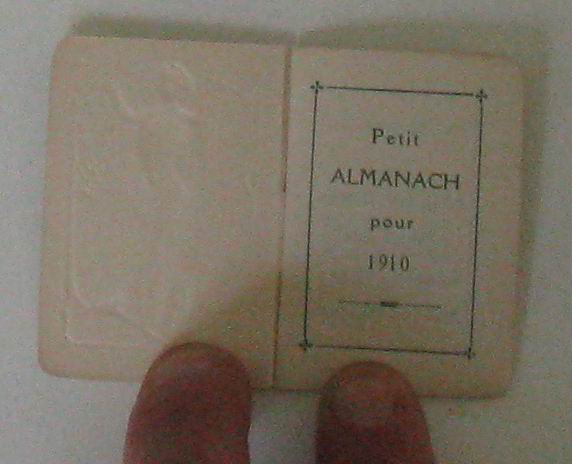 Petit
ALMANACH
pour
1910